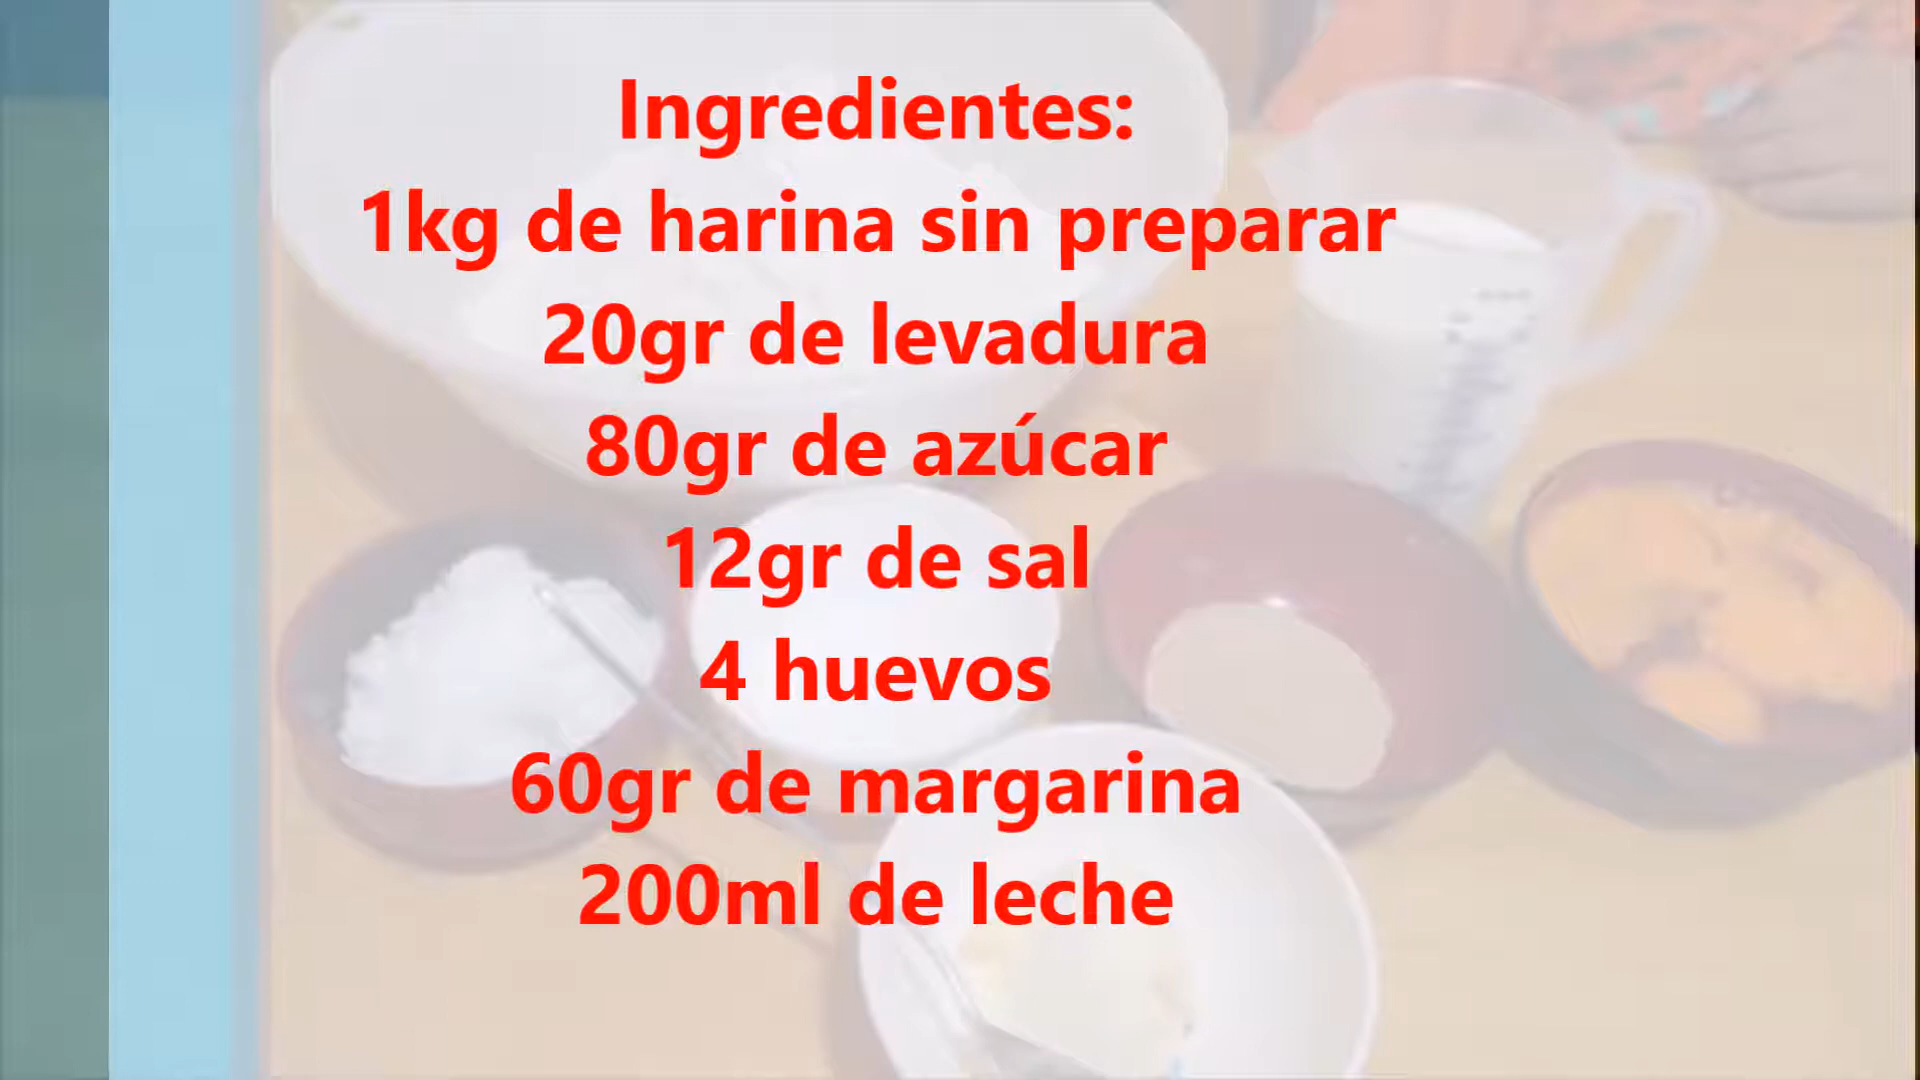 Ingredientes:
1kg de harina sin preparar
20gr de levadura
80gr de azúcar
12gr de sal
4 huevos
60gr de margarina
200ml de leche